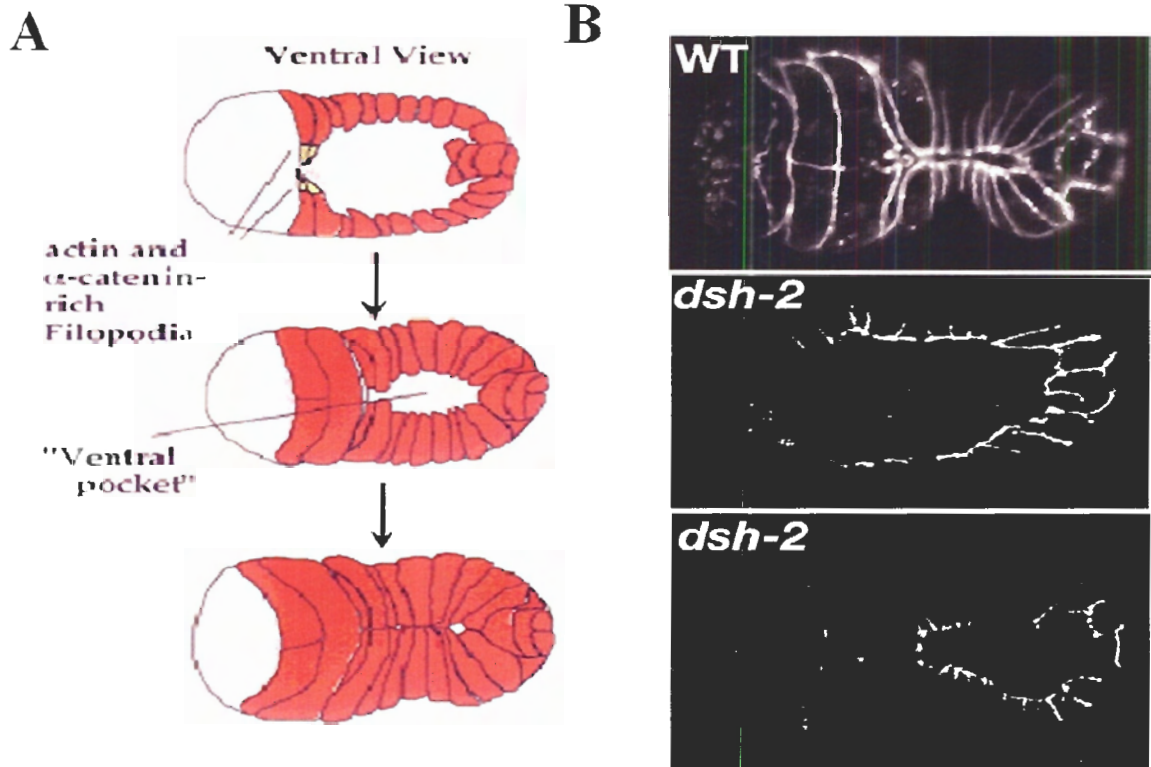 A
B
Ventral View
WT
actin and
α-catenin-
rich
Filopodia
dsh-2
"Ventral
pocket"
dsh-2